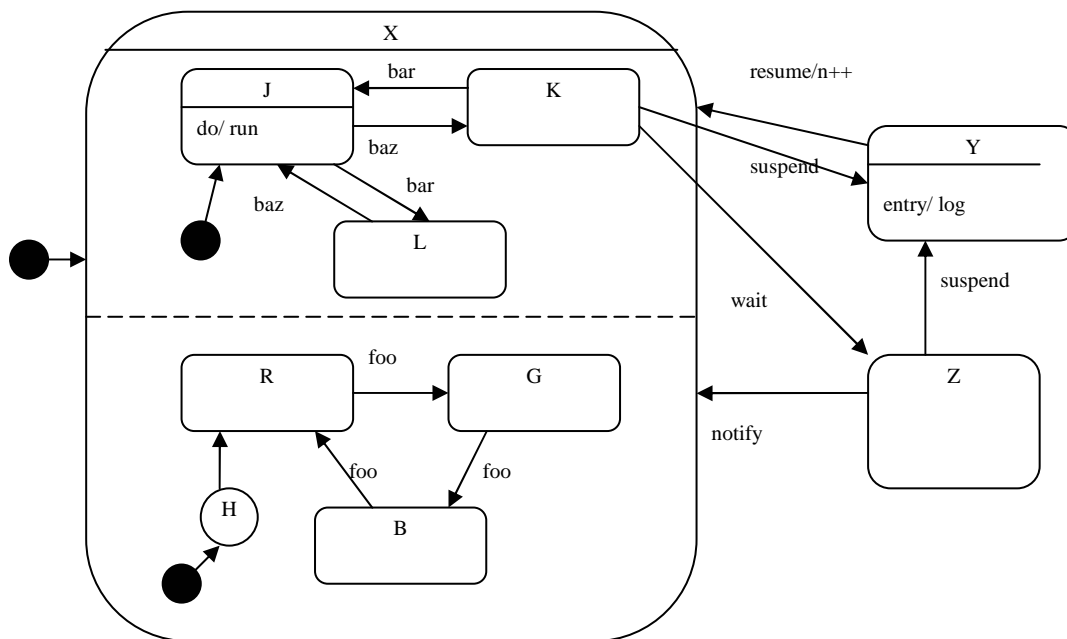 X
bar
resume/n++
J
K
do/ run
Y
baz
suspend
bar
baz
entry/ log
L
suspend
wait
foo
R
G
Z
notify
foo
foo
H
B